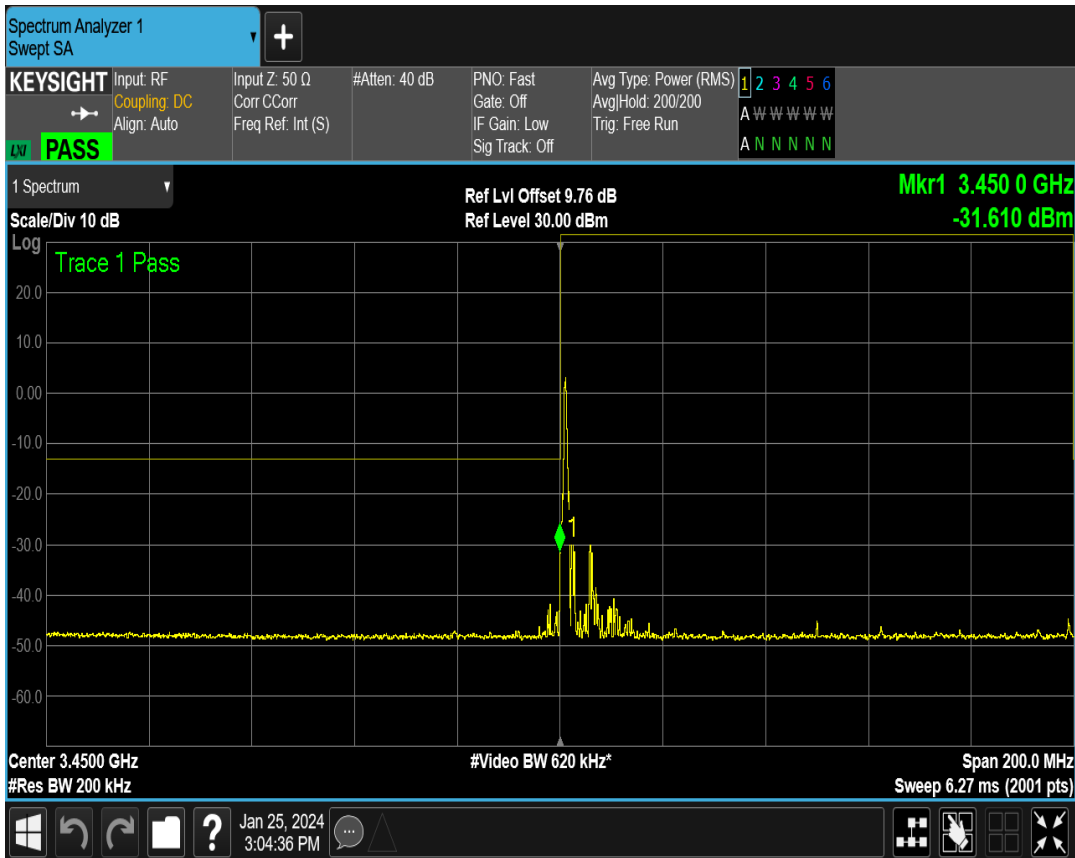 Spectrum Analyzer 1
Swept SA
+
KEYSIGHT
LXI PASS
Input: RF
Coupling: DC
Align: Auto
Input Z: 50 Ω
Corr CCorr
Freq Ref: Int (S)
#Atten: 40 dB
PNO: Fast
Gate: Off
IF Gain: Low
Sig Track: Off
Avg Type: Power (RMS)
Avg|Hold: 200/200
Trig: Free Run
1 2 3 4 5 6
A W W W W W
A N N N N N
1 Spectrum
Scale/Div 10 dB
Ref Lvl Offset 9.76 dB
Ref Level 30.00 dBm
Mkr1 3.450 0 GHz
-31.610 dBm
Log
Trace 1 Pass
20.0
10.0
0.00
-10.0
-20.0
-30.0
-40.0
-50.0
-60.0
Center 3.4500 GHz
#Res BW 200 kHz
#Video BW 620 kHz*
Span 200.0 MHz
Sweep 6.27 ms (2001 pts)
?
Jan 25, 2024
3:04:36 PM